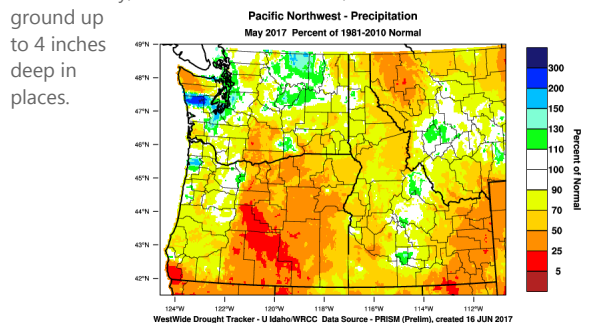 ground up
to 4 inches
deep in
places.
Pacific Northwest - Precipitation
May 2017 Percent of 1981-2010 Normal
49°N
48°N
47°N
46°N
45°N
44°N
43°N
42°N
124°W 122°W 120°W 118°W 116°W 114°W 112°W
300
200
150
130
110
100
90
70
50
25
5
Percent of Normal
WestWide Drought Tracker - U Idaho/WRCC Data Source - PRISM (Prelim), created 16 JUN 2017